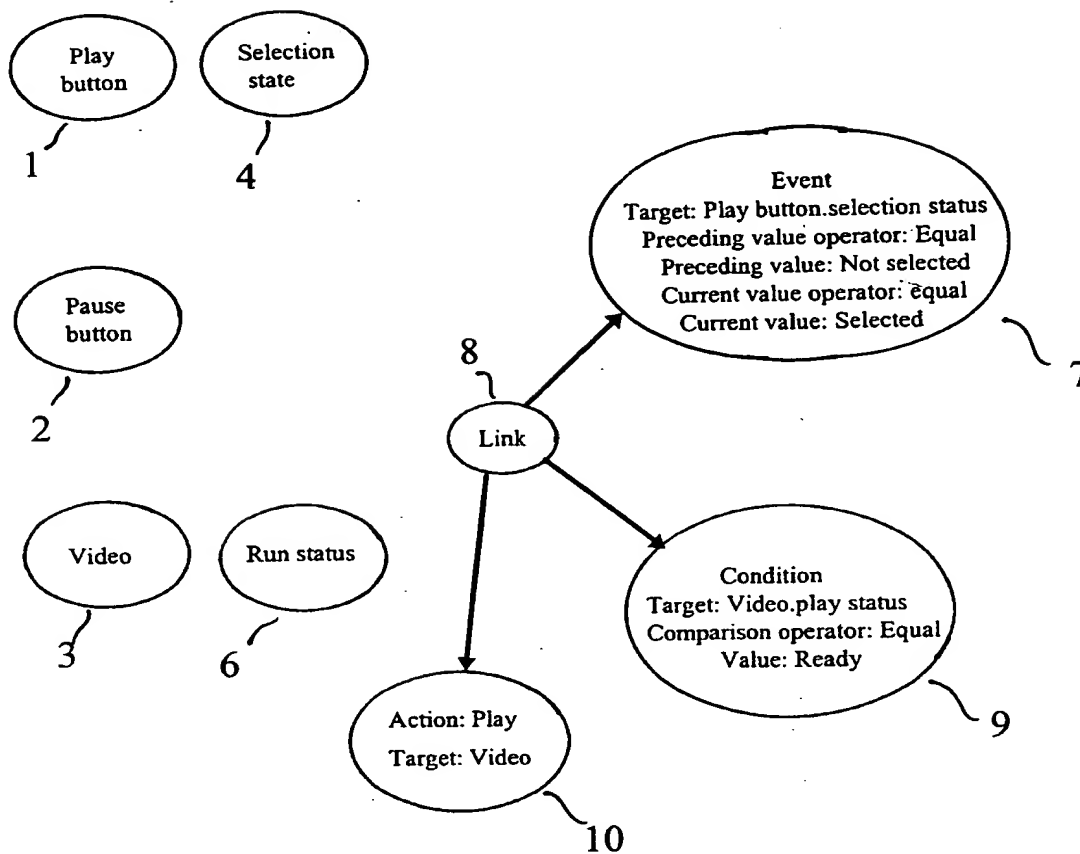 Play
button
1
Selection
state
4
Event
Target: Play button.selection status
Preceding value operator: Equal
Preceding value: Not selected
Current value operator: equal
Current value: Selected
7
Pause
button
2
8
Link
Video
3
Run status
6
Condition
Target: Video.play status
Comparison operator: Equal
Value: Ready
9
Action: Play
Target: Video
10